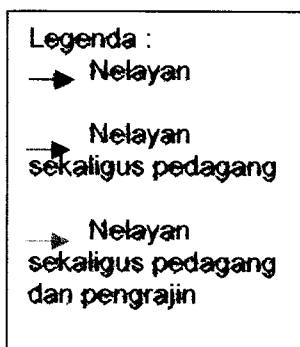 Legenda :
Nelayan
Nelayan
sekaligus pedagang
Nelayan
sekaligus pedagang
dan pengrajin